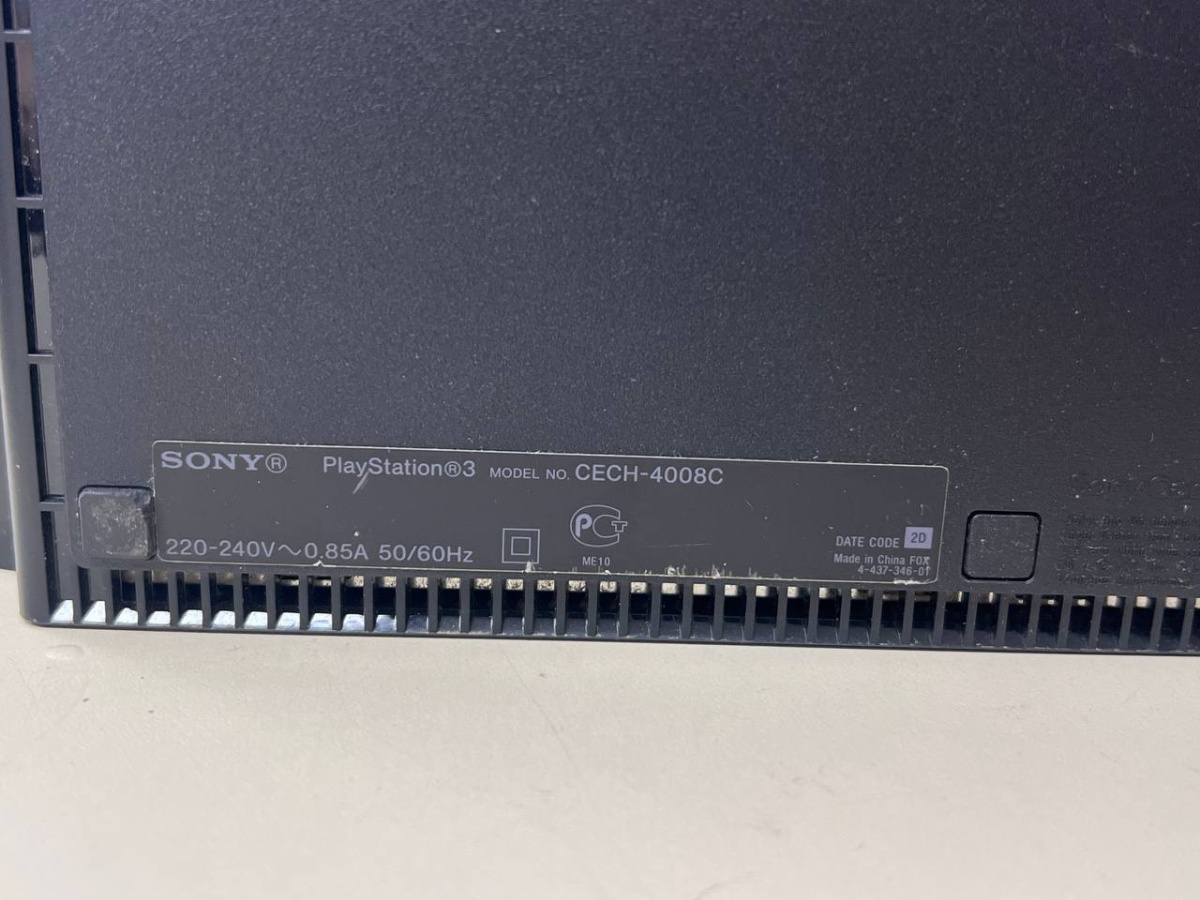 SONY® PlayStation®3 MODEL NO. CECH-4008C
220-240V～0.85A 50/60Hz
РСТ
ME10
DATE CODE 2D
Made in China FOX
4-437-346-01